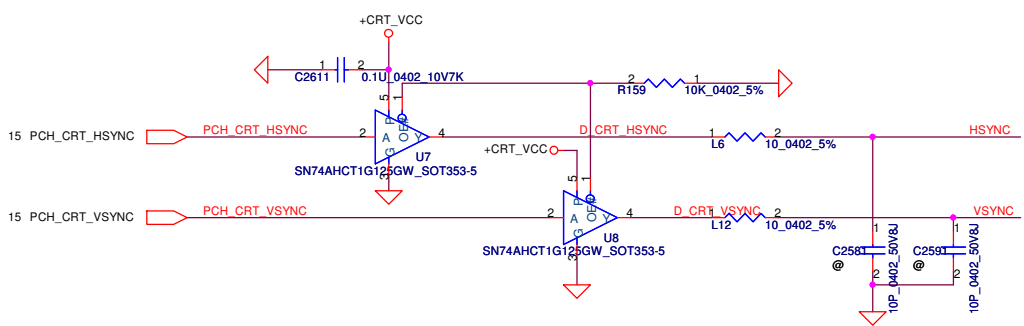 +CRT_VCC
1 2
C2611 0.1U_0402_10V7K
2 1
R159 10K_0402_5%
5 1
P OE#
15 PCH_CRT_HSYNC PCH_CRT_HSYNC 2 A Y 4 D_CRT_HSYNC 1 2 HSYNC
L6 10_0402_5%
G
U7
3
SN74AHCT1G125GW_SOT353-5
+CRT_VCC
5 1
P OE#
15 PCH_CRT_VSYNC PCH_CRT_VSYNC 2 A Y 4 D_CRT_VSYNC 1 2 VSYNC
L12 10_0402_5%
G
U8
3
SN74AHCT1G125GW_SOT353-5
1 1
C2581 C2591
@ @
2 2
10P_0402_50V8J
10P_0402_50V8J